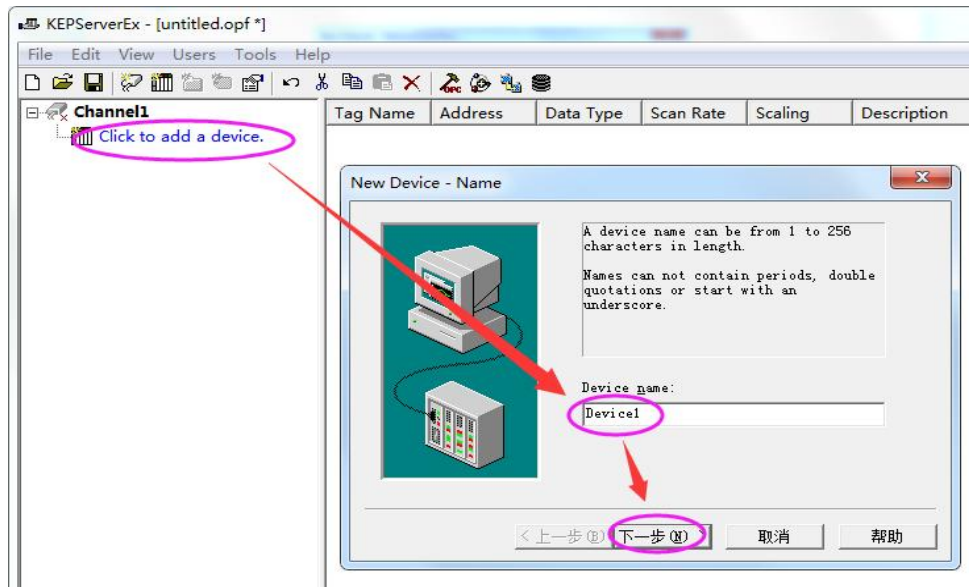 KEPServerEx - [untitled.opf *]
File Edit View Users Tools Help
OPC
Channel1
Click to add a device.
Tag Name Address Data Type Scan Rate Scaling Description
New Device - Name
A device name can be from 1 to 256
characters in length.
Names can not contain periods, double
quotations or start with an
underscore.
Device name:
Device1
< 上一步(B) 下一步(N) > 取消 帮助